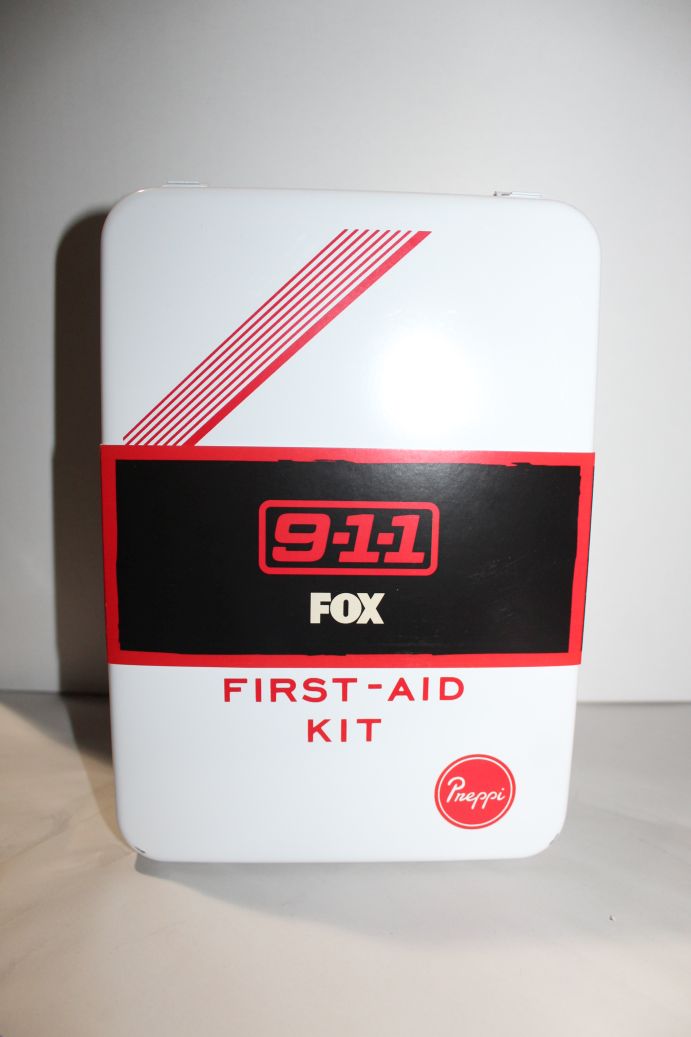 9-1-1
FOX
FIRST-AID
KIT
Preppi